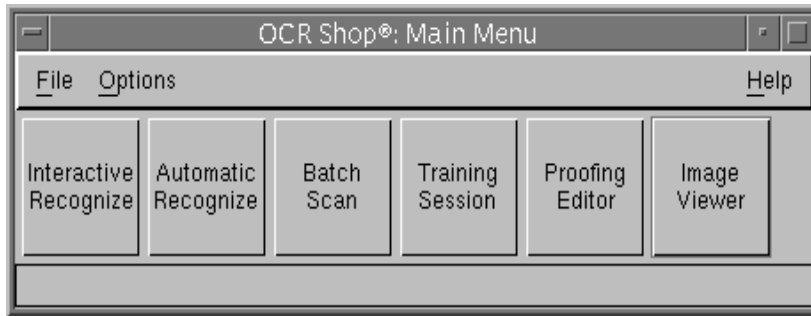 OCR Shop®: Main Menu
File Options Help
Interactive Recognize
Automatic Recognize
Batch Scan
Training Session
Proofing Editor
Image Viewer